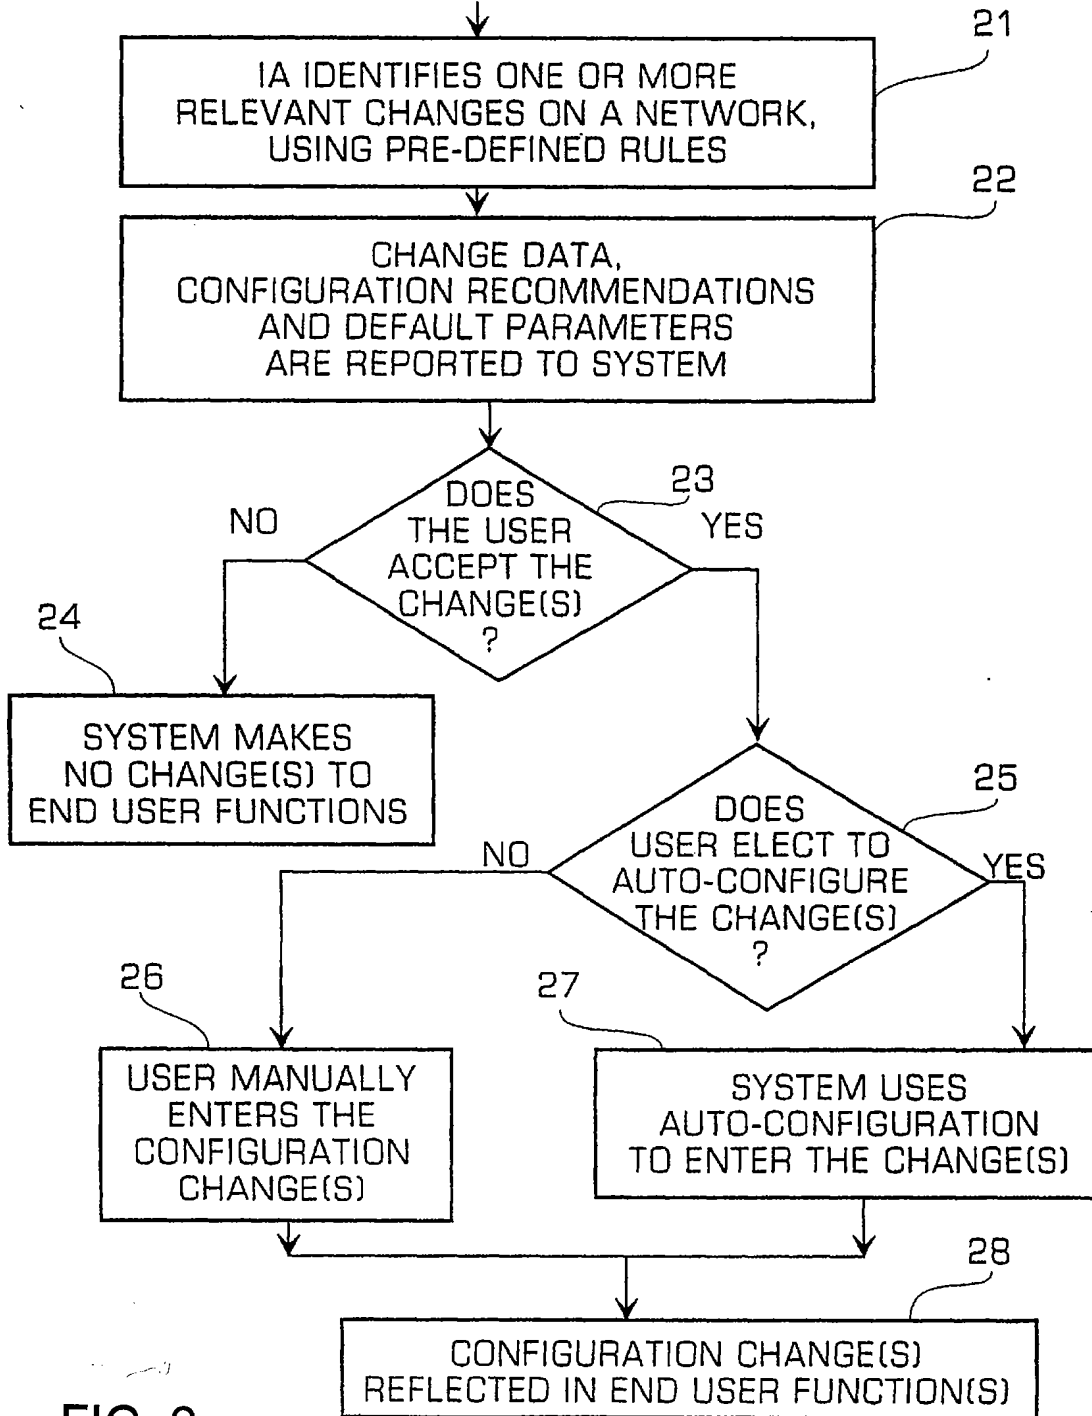 21
IA IDENTIFIES ONE OR MORE
RELEVANT CHANGES ON A NETWORK,
USING PRE-DEFINED RULES
22
CHANGE DATA,
CONFIGURATION RECOMMENDATIONS
AND DEFAULT PARAMETERS
ARE REPORTED TO SYSTEM
23
NO
YES
DOES
THE USER
ACCEPT THE
CHANGE(S)
?
24
SYSTEM MAKES
NO CHANGE(S) TO
END USER FUNCTIONS
25
NO
YES
DOES
USER ELECT TO
AUTO-CONFIGURE
THE CHANGE(S)
?
26
USER MANUALLY
ENTERS THE
CONFIGURATION
CHANGE(S)
27
SYSTEM USES
AUTO-CONFIGURATION
TO ENTER THE CHANGE(S)
28
CONFIGURATION CHANGE(S)
REFLECTED IN END USER FUNCTION(S)
FIG.